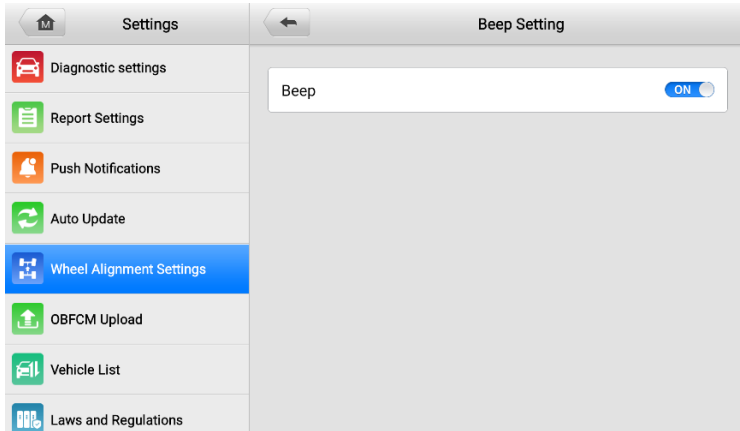 M
Settings
Beep Setting
Diagnostic settings
Report Settings
Push Notifications
Auto Update
Wheel Alignment Settings
OBFCM Upload
Vehicle List
Laws and Regulations
Beep
ON